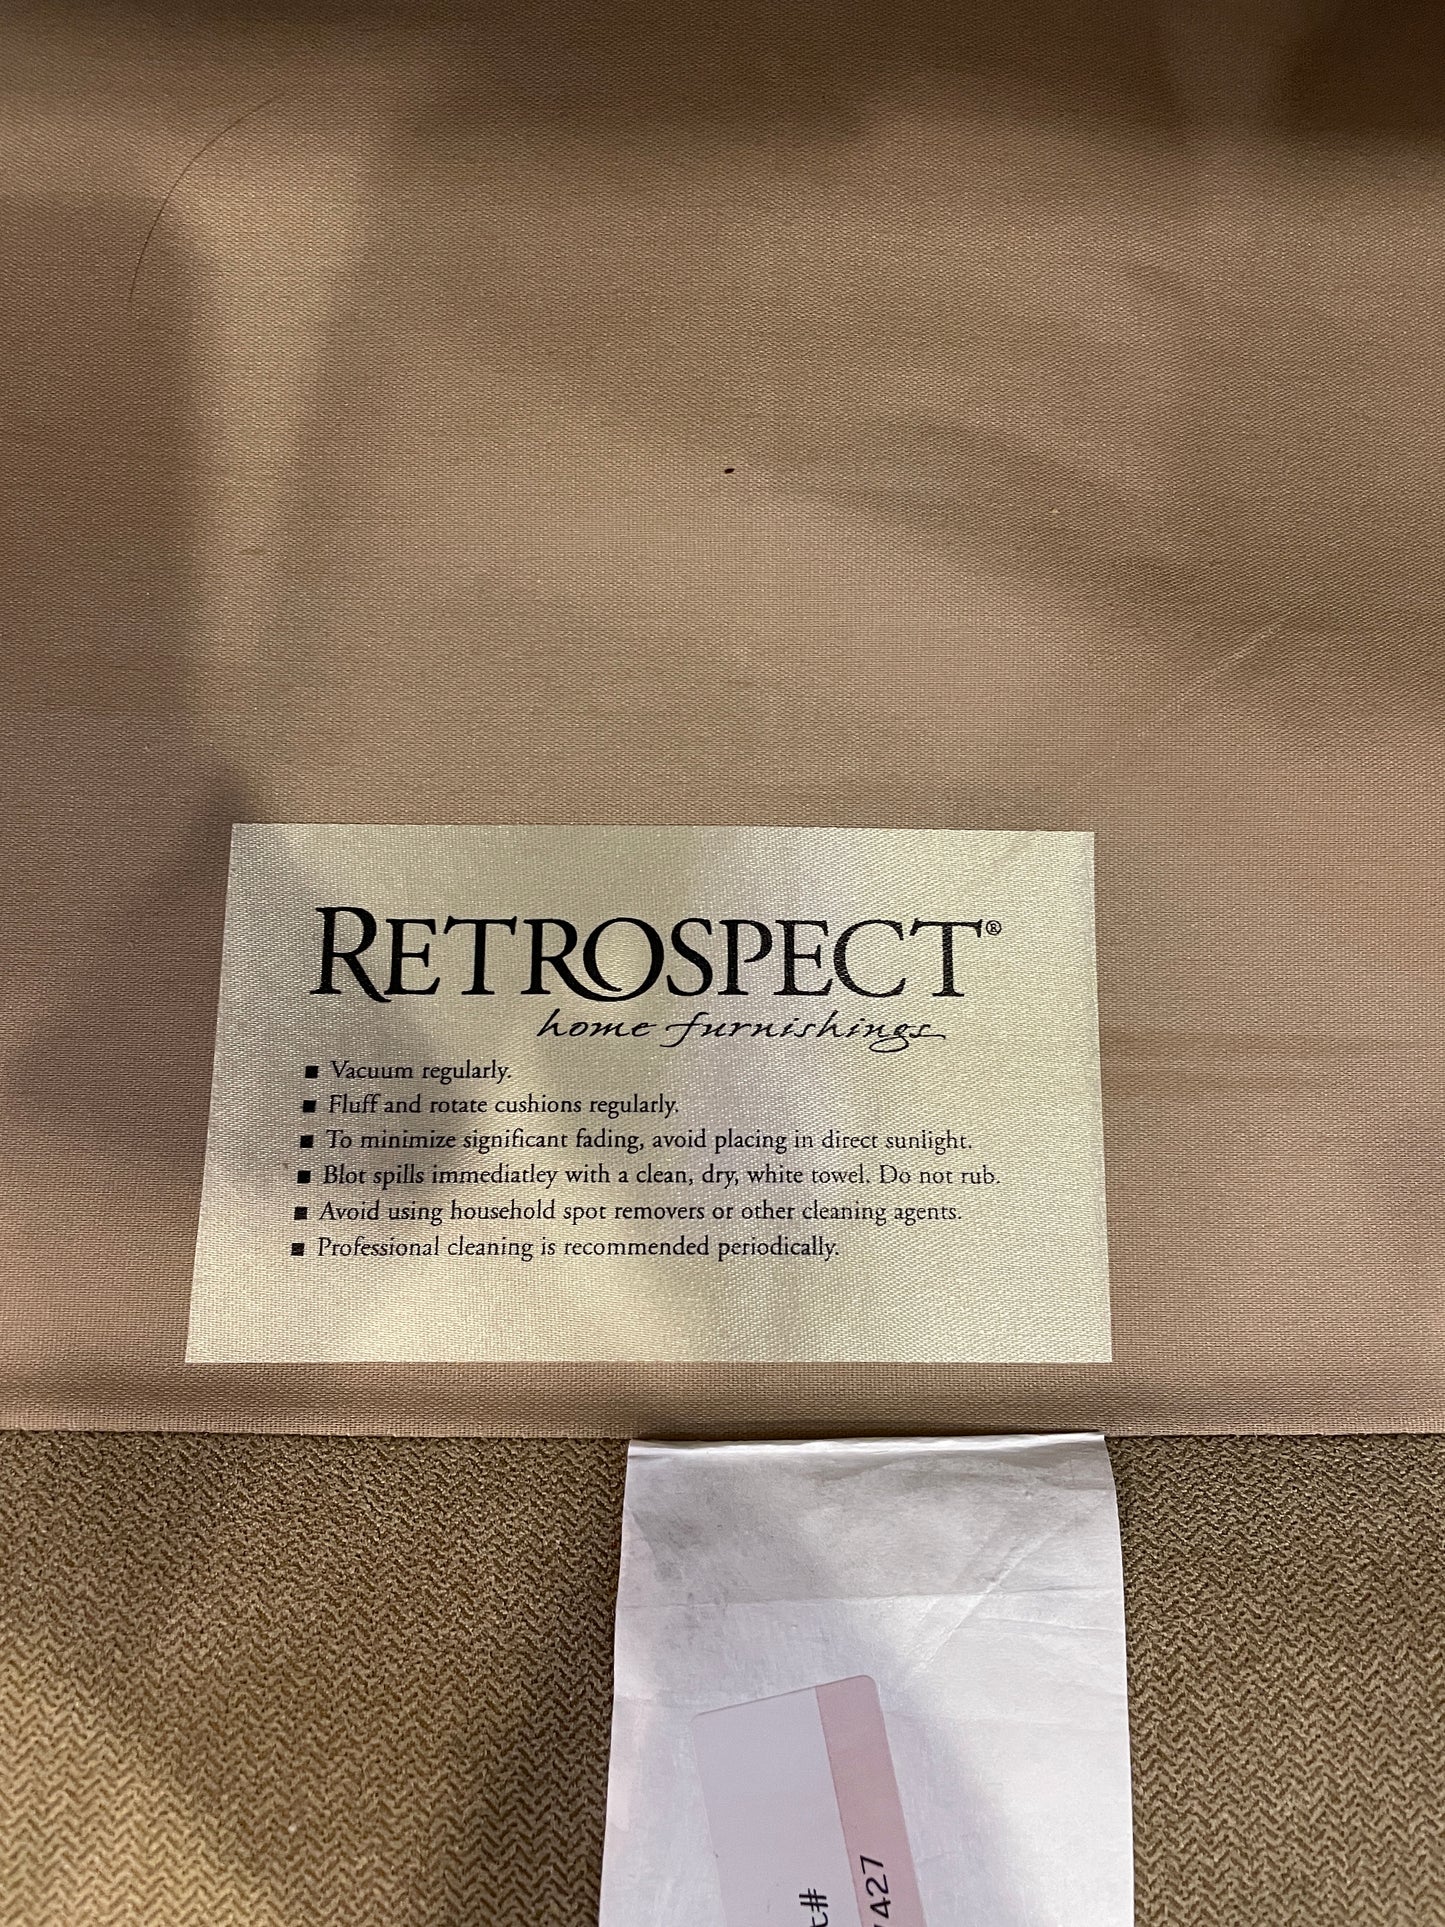 RETROSPECT®
home furnishings
■ Vacuum regularly.
■ Fluff and rotate cushions regularly.
■ To minimize significant fading, avoid placing in direct sunlight.
■ Blot spills immediatley with a clean, dry, white towel. Do not rub.
■ Avoid using household spot removers or other cleaning agents.
■ Professional cleaning is recommended periodically.
t#
427